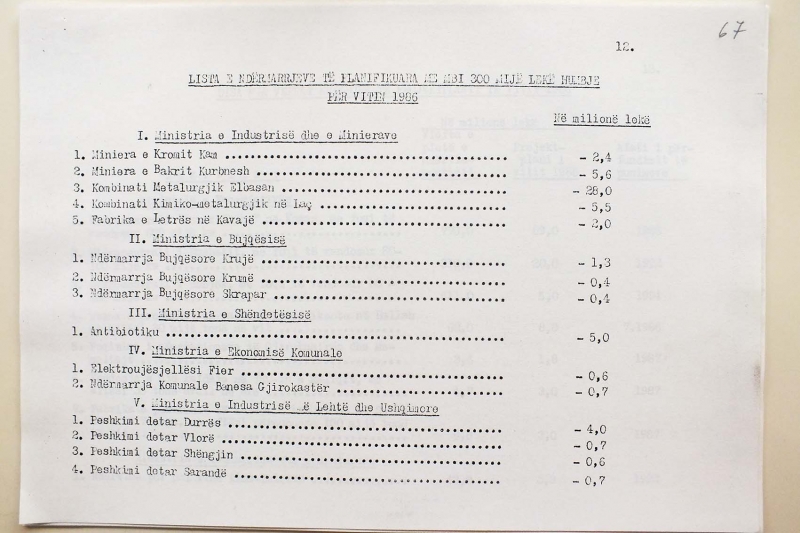 67
12.
LISTA E NDËRMARRJEVE TË PLANIFIKUARA ME MBI 300 MIJË LEKË HUMBJE
PËR VITIN 1986
Në milionë lekë
I. Ministria e Industrisë dhe e Minierave
1. Miniera e Kromit Kam ........................................ - 2,4
2. Miniera e Bakrit Kurbnesh ........................................ - 5,6
3. Kombinati Metalurgjik Elbasan ........................................ - 28,0
4. Kombinati Kimiko-metalurgjik në Laç ........................................ - 5,5
5. Fabrika e Letrës në Kavajë ........................................ - 2,0
II. Ministria e Bujqësisë
1. Ndërmarrja Bujqësore Krujë ........................................ - 1,3
2. Ndërmarrja Bujqësore Krumë ........................................ - 0,4
3. Ndërmarrja Bujqësore Skrapar ........................................ - 0,4
III. Ministria e Shëndetësisë
1. Antibiotiku ........................................ - 5,0
IV. Ministria e Ekonomisë Komunale
1. Elektroujësjellësi Fier ........................................ - 0,6
2. Ndërmarrja Komunale Banesa Gjirokastër ........................................ - 0,7
V. Ministria e Industrisë më Lehtë dhe Ushqimore
1. Peshkimi detar Durrës ........................................ - 4,0
2. Peshkimi detar Vlorë ........................................ - 0,7
3. Peshkimi detar Shëngjin ........................................ - 0,6
4. Peshkimi detar Sarandë ........................................ - 0,7